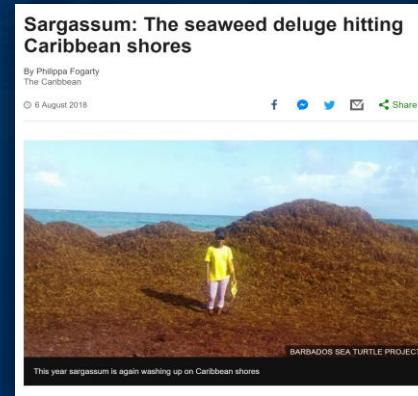 Sargassum: The seaweed deluge hitting
Caribbean shores
By Philippa Fogarty
The Caribbean
6 August 2018
Share
BARBADOS SEA TURTLE PROJECT
This year sargassum is again washing up on Caribbean shores